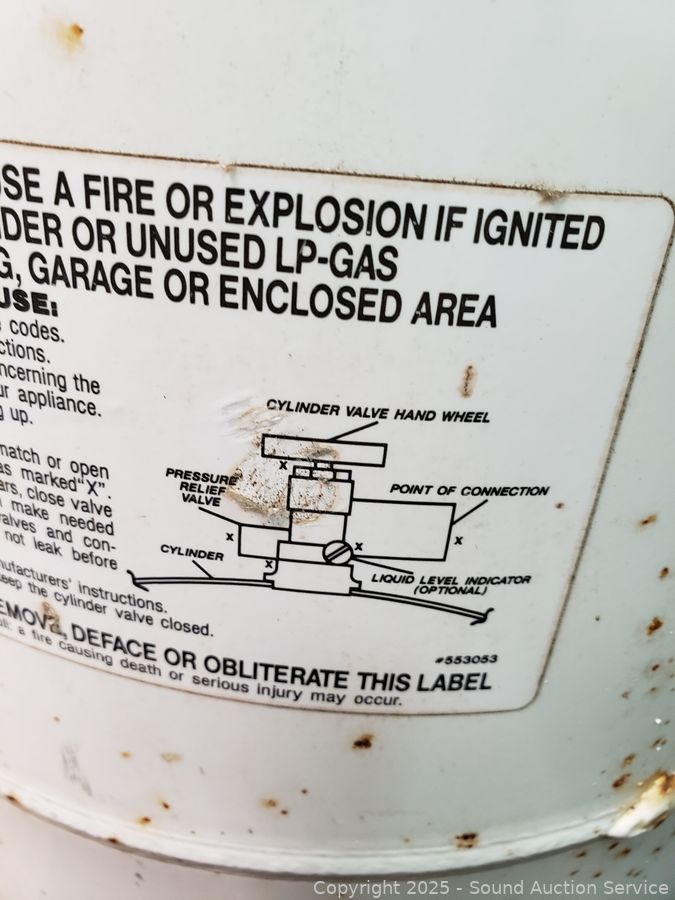 SE A FIRE OR EXPLOSION IF IGNITED
DER OR UNUSED LP-GAS
G, GARAGE OR ENCLOSED AREA
USE:
codes.
ctions.
ncerning the
ur appliance.
g up.
match or open
as marked"X".
ars, close valve
make needed
valves and con-
not leak before
nufacturers' instructions.
keep the cylinder valve closed.
CYLINDER VALVE HAND WHEEL
X
PRESSURE
RELIEF
VALVE
POINT OF CONNECTION
X
X
X
CYLINDER
X
LIQUID LEVEL INDICATOR
(OPTIONAL)
#553053
EMOVE, DEFACE OR OBLITERATE THIS LABEL
a fire causing death or serious injury may occur.
Copyright 2025 - Sound Auction Service